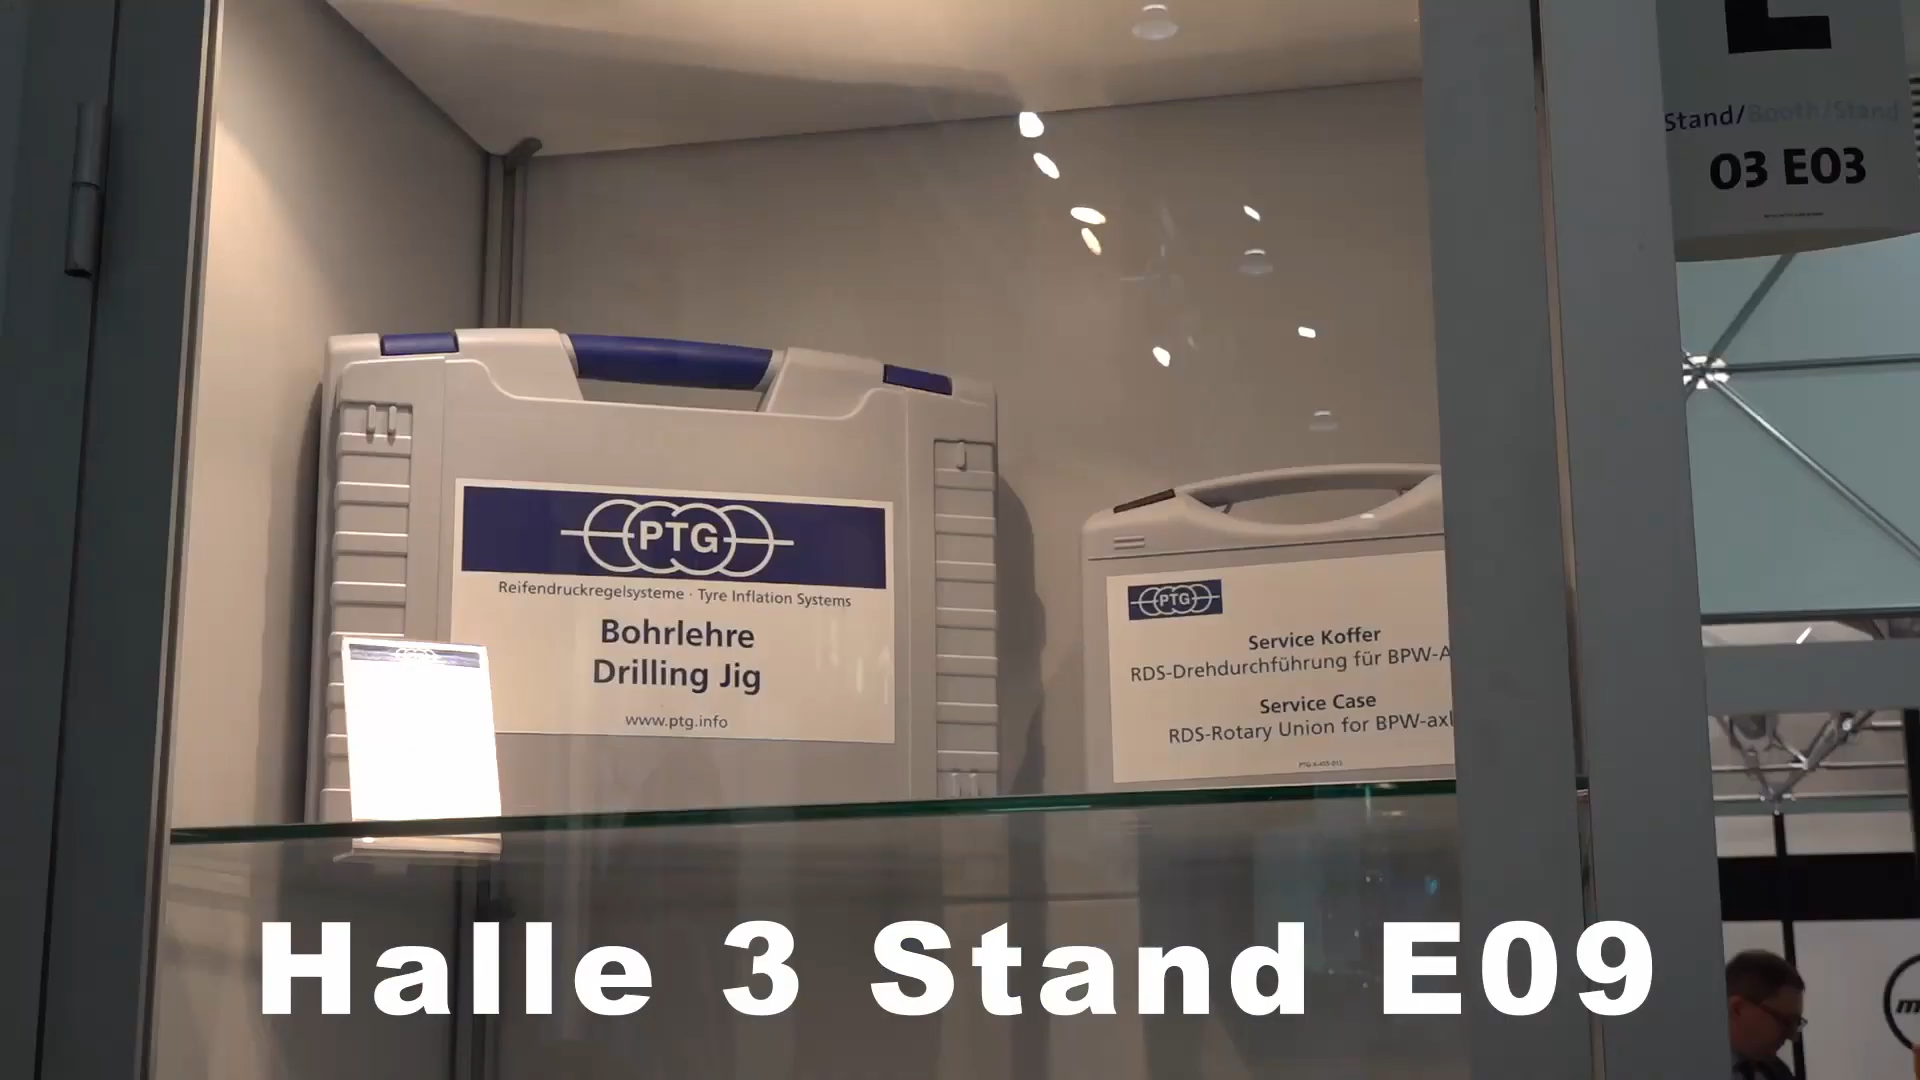 Stand/Booth/Stand
03 E03
PTG
Reifendruckregelsysteme · Tyre Inflation Systems
Bohrlehre
Drilling Jig
www.ptg.info
PTG
Service Koffer
RDS-Drehdurchführung für BPW-A
Service Case
RDS-Rotary Union for BPW-axl
Halle 3 Stand E09